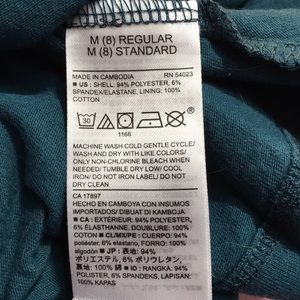 M (8) REGULAR
M (8) STANDARD
MADE IN CAMBODIA RN 54023
■ US: SHELL: 94% POLYESTER, 6%
SPANDEX/ELASTANE, LINING: 100%
COTTON
30
1166
MACHINE WASH COLD GENTLE CYCLE/
WASH AND DRY WITH LIKE COLORS/
ONLY NON-CHLORINE BLEACH WHEN
NEEDED/ TUMBLE DRY LOW/ COOL
IRON/ DO NOT IRON LABEL/ DO NOT
DRY CLEAN
CA 17897
HECHO EN CAMBOYA CON INSUMOS
IMPORTADOS/ DIBUAT DI KAMBOJA
■ CA: EXTÉRIEUR: 94% POLYESTER,
6% ÉLASTHANNE, DOUBLURE: 100%
COTON ■ CL/MX/PE: CUERPO: 94%
poliéster, 6% elastano, FORRO: 100%
algodón ■ JP: 表地: 94%
ポリエステル, 6% ポリウレタン,
裏地: 100% 綿 ■ ID: RANGKA: 94%
POLIESTER, 6% SPANDEKS, LAPISAN:
100% KAPAS